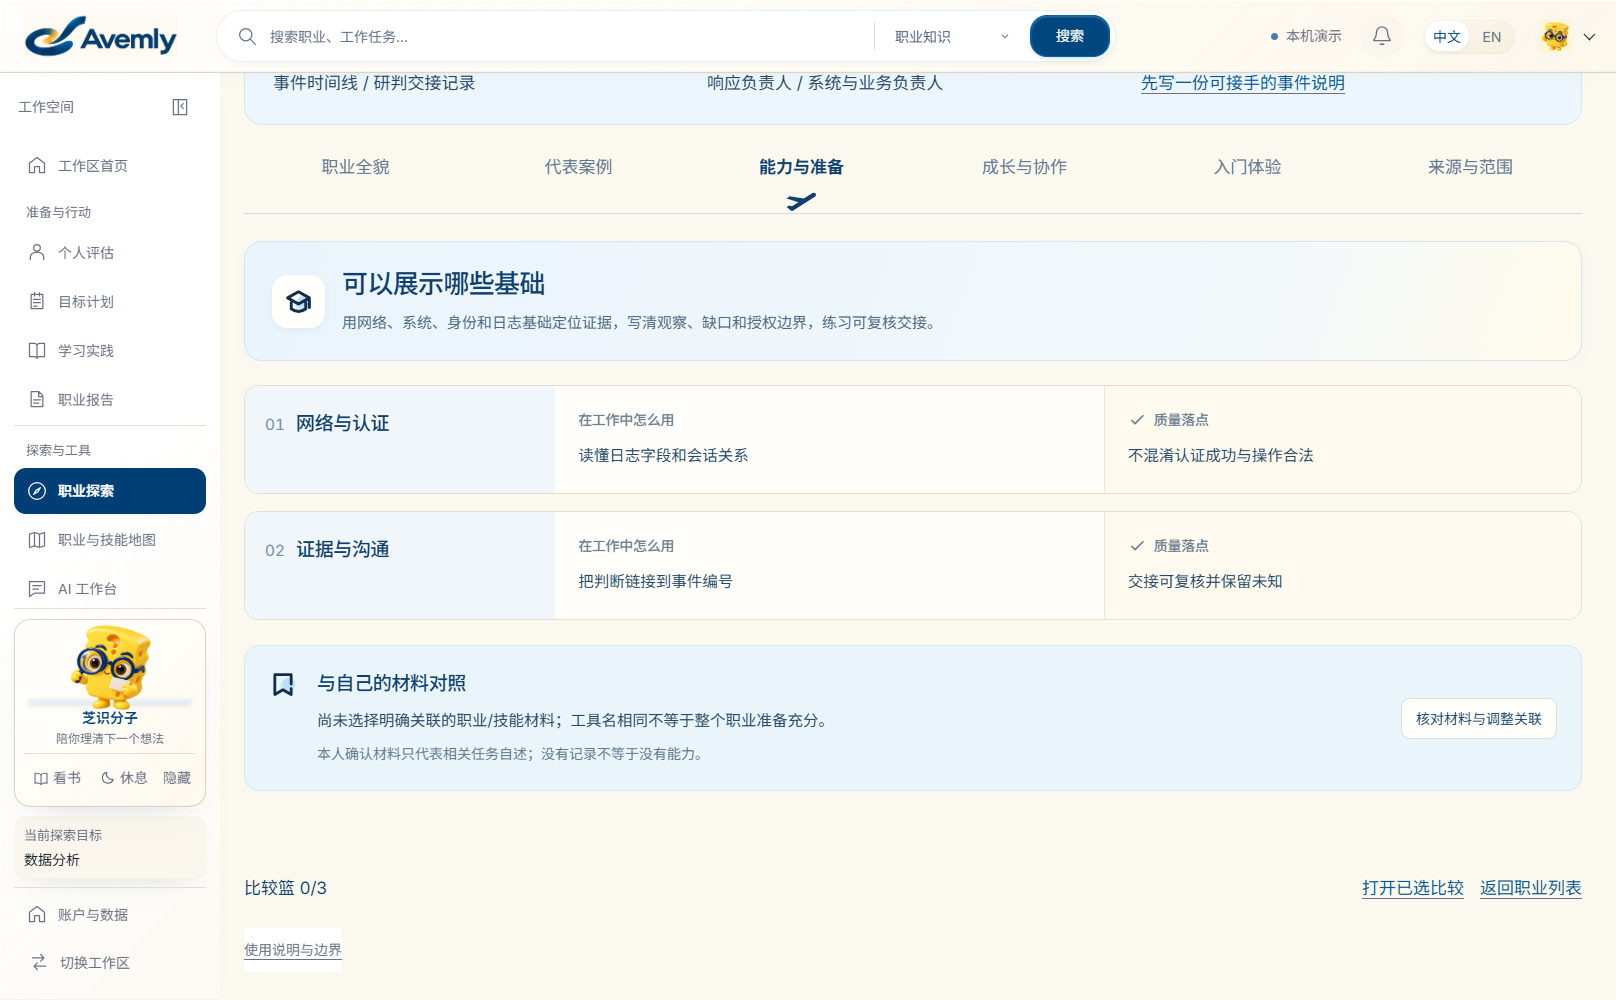 Avemly
搜索职业、工作任务...
职业知识
搜索
本机演示
中文
EN
工作空间
工作区首页
准备与行动
个人评估
目标计划
学习实践
职业报告
探索与工具
职业探索
职业与技能地图
AI 工作台
芝识分子
陪你理清下一个想法
看书
休息
隐藏
当前探索目标
数据分析
账户与数据
切换工作区
事件时间线 / 研判交接记录
响应负责人 / 系统与业务负责人
先写一份可接手的事件说明
职业全貌
代表案例
能力与准备
成长与协作
入门体验
来源与范围
可以展示哪些基础
用网络、系统、身份和日志基础定位证据，写清观察、缺口和授权边界，练习可复核交接。
01 网络与认证
在工作中怎么用
读懂日志字段和会话关系
质量落点
不混淆认证成功与操作合法
02 证据与沟通
在工作中怎么用
把判断链接到事件编号
质量落点
交接可复核并保留未知
与自己的材料对照
尚未选择明确关联的职业/技能材料；工具名相同不等于整个职业准备充分。
本人确认材料只代表相关任务自述；没有记录不等于没有能力。
核对材料与调整关联
比较篮 0/3
打开已选比较
返回职业列表
使用说明与边界